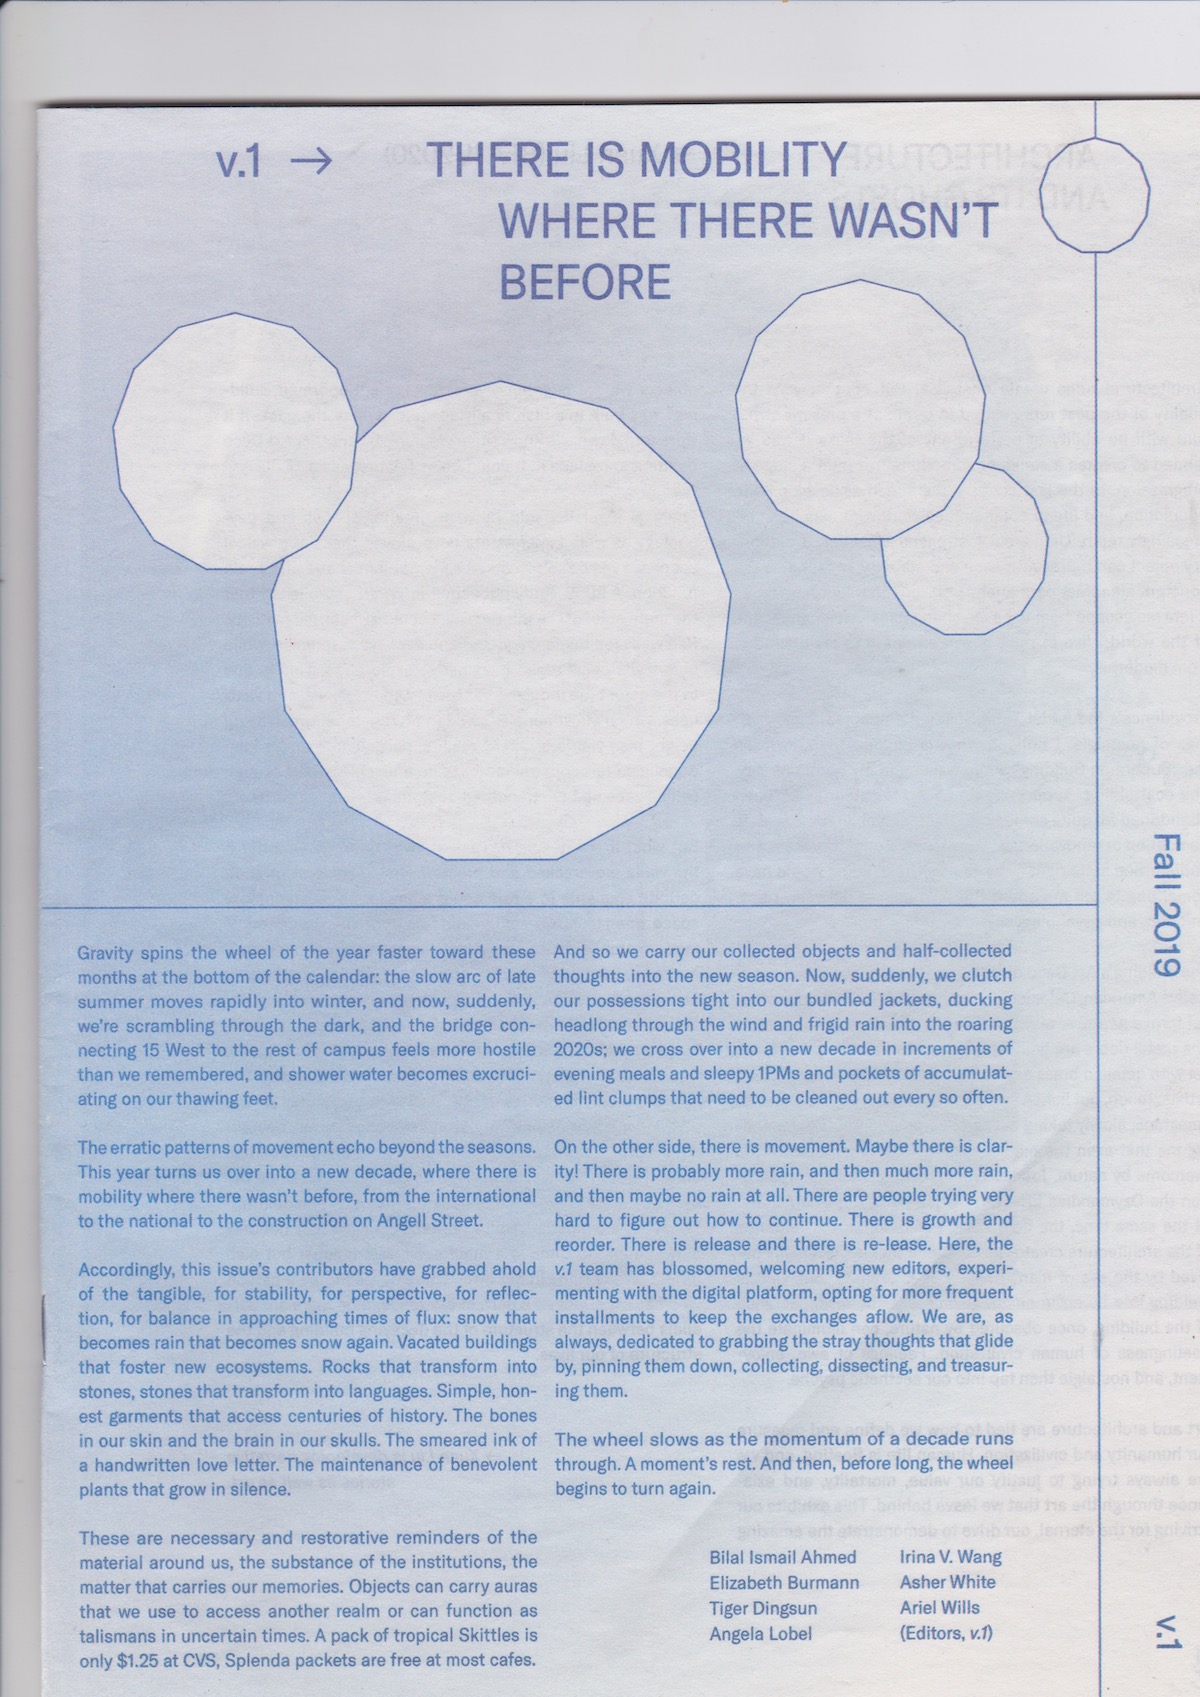 v.1 → THERE IS MOBILITY
WHERE THERE WASN'T
BEFORE
Gravity spins the wheel of the year faster toward these
months at the bottom of the calendar: the slow arc of late
summer moves rapidly into winter, and now, suddenly,
we're scrambling through the dark, and the bridge con-
necting 15 West to the rest of campus feels more hostile
than we remembered, and shower water becomes excruci-
ating on our thawing feet.
The erratic patterns of movement echo beyond the seasons.
This year turns us over into a new decade, where there is
mobility where there wasn't before, from the international
to the national to the construction on Angell Street.
Accordingly, this issue's contributors have grabbed ahold
of the tangible, for stability, for perspective, for reflec-
tion, for balance in approaching times of flux: snow that
becomes rain that becomes snow again. Vacated buildings
that foster new ecosystems. Rocks that transform into
stones, stones that transform into languages. Simple, hon-
est garments that access centuries of history. The bones
in our skin and the brain in our skulls. The smeared ink of
a handwritten love letter. The maintenance of benevolent
plants that grow in silence.
These are necessary and restorative reminders of the
material around us, the substance of the institutions, the
matter that carries our memories. Objects can carry auras
that we use to access another realm or can function as
talismans in uncertain times. A pack of tropical Skittles is
only $1.25 at CVS, Splenda packets are free at most cafes.
And so we carry our collected objects and half-collected
thoughts into the new season. Now, suddenly, we clutch
our possessions tight into our bundled jackets, ducking
headlong through the wind and frigid rain into the roaring
2020s; we cross over into a new decade in increments of
evening meals and sleepy 1PMs and pockets of accumulat-
ed lint clumps that need to be cleaned out every so often.
On the other side, there is movement. Maybe there is clar-
ity! There is probably more rain, and then much more rain,
and then maybe no rain at all. There are people trying very
hard to figure out how to continue. There is growth and
reorder. There is release and there is re-lease. Here, the
v.1 team has blossomed, welcoming new editors, experi-
menting with the digital platform, opting for more frequent
installments to keep the exchanges aflow. We are, as
always, dedicated to grabbing the stray thoughts that glide
by, pinning them down, collecting, dissecting, and treasur-
ing them.
The wheel slows as the momentum of a decade runs
through. A moment's rest. And then, before long, the wheel
begins to turn again.
Bilal Ismail Ahmed
Elizabeth Burmann
Tiger Dingsun
Angela Lobel
Irina V. Wang
Asher White
Ariel Wills
(Editors, v.1)
Fall 2019
v.1